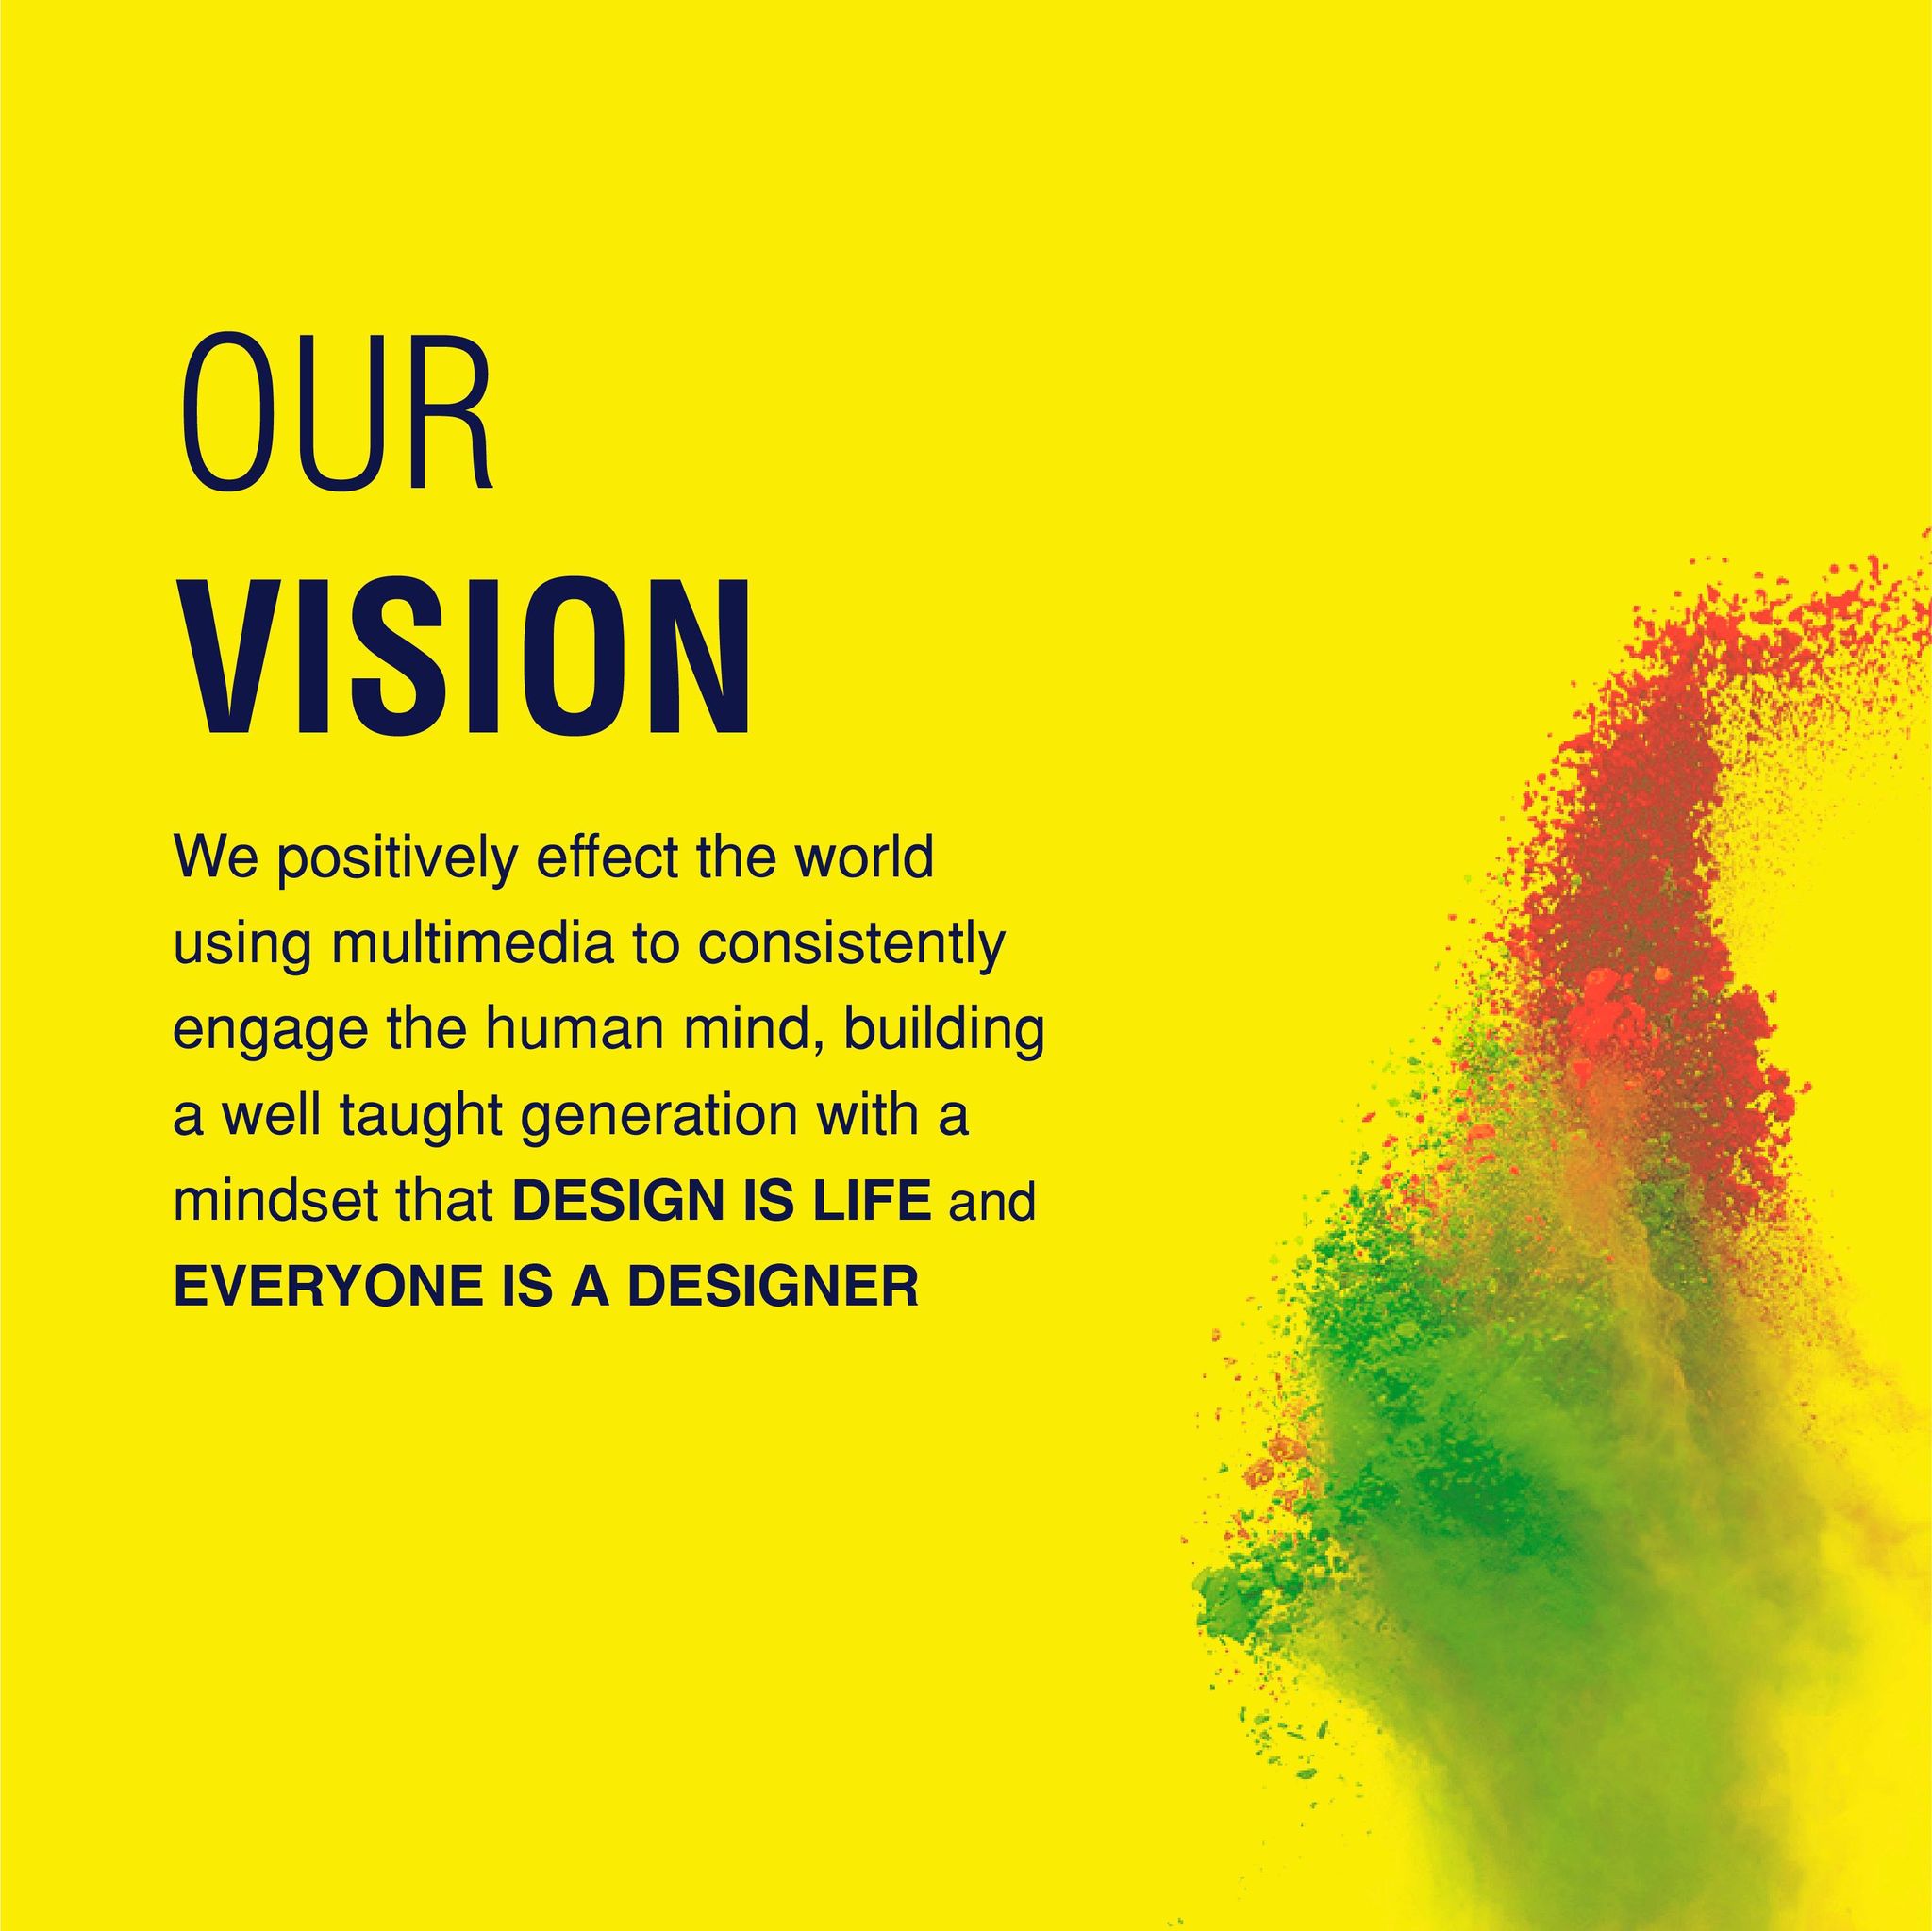 OUR
VISION
We positively effect the world
using multimedia to consistently
engage the human mind, building
a well taught generation with a
mindset that DESIGN IS LIFE and
EVERYONE IS A DESIGNER